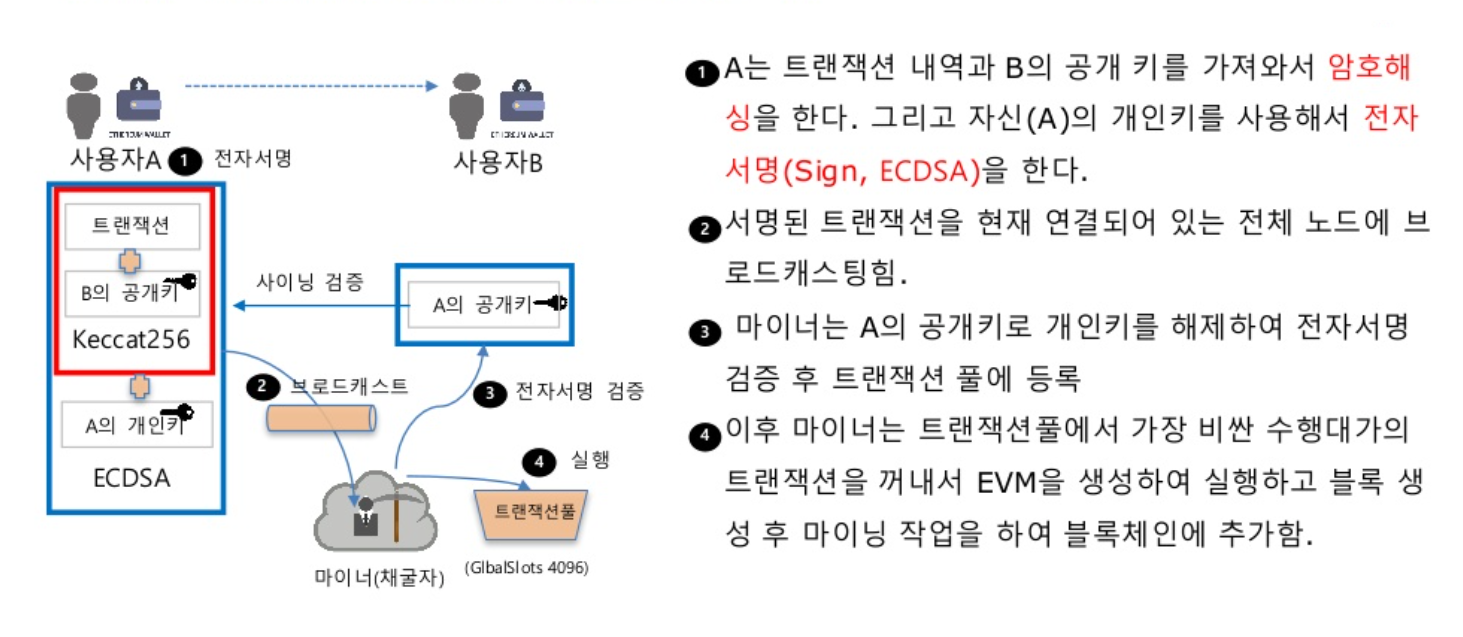 ETHEREUM WALLET
ETHEREUM WALLET
사용자A
1 전자서명
사용자B
트랜잭션
B의 공개키
Keccat256
A의 개인키
ECDSA
사이닝 검증
A의 공개키
2 브로드캐스트
3 전자서명 검증
4 실행
트랜잭션풀
(GlbalSlots 4096)
마이너(채굴자)
1 A는 트랜잭션 내역과 B의 공개 키를 가져와서 암호해
싱을 한다. 그리고 자신(A)의 개인키를 사용해서 전자
서명(Sign, ECDSA)을 한다.
2 서명된 트랜잭션을 현재 연결되어 있는 전체 노드에 브
로드캐스팅힘.
3 마이너는 A의 공개키로 개인키를 해제하여 전자서명
검증 후 트랜잭션 풀에 등록
4 이후 마이너는 트랜잭션풀에서 가장 비싼 수행대가의
트랜잭션을 꺼내서 EVM을 생성하여 실행하고 블록 생
성 후 마이닝 작업을 하여 블록체인에 추가함.